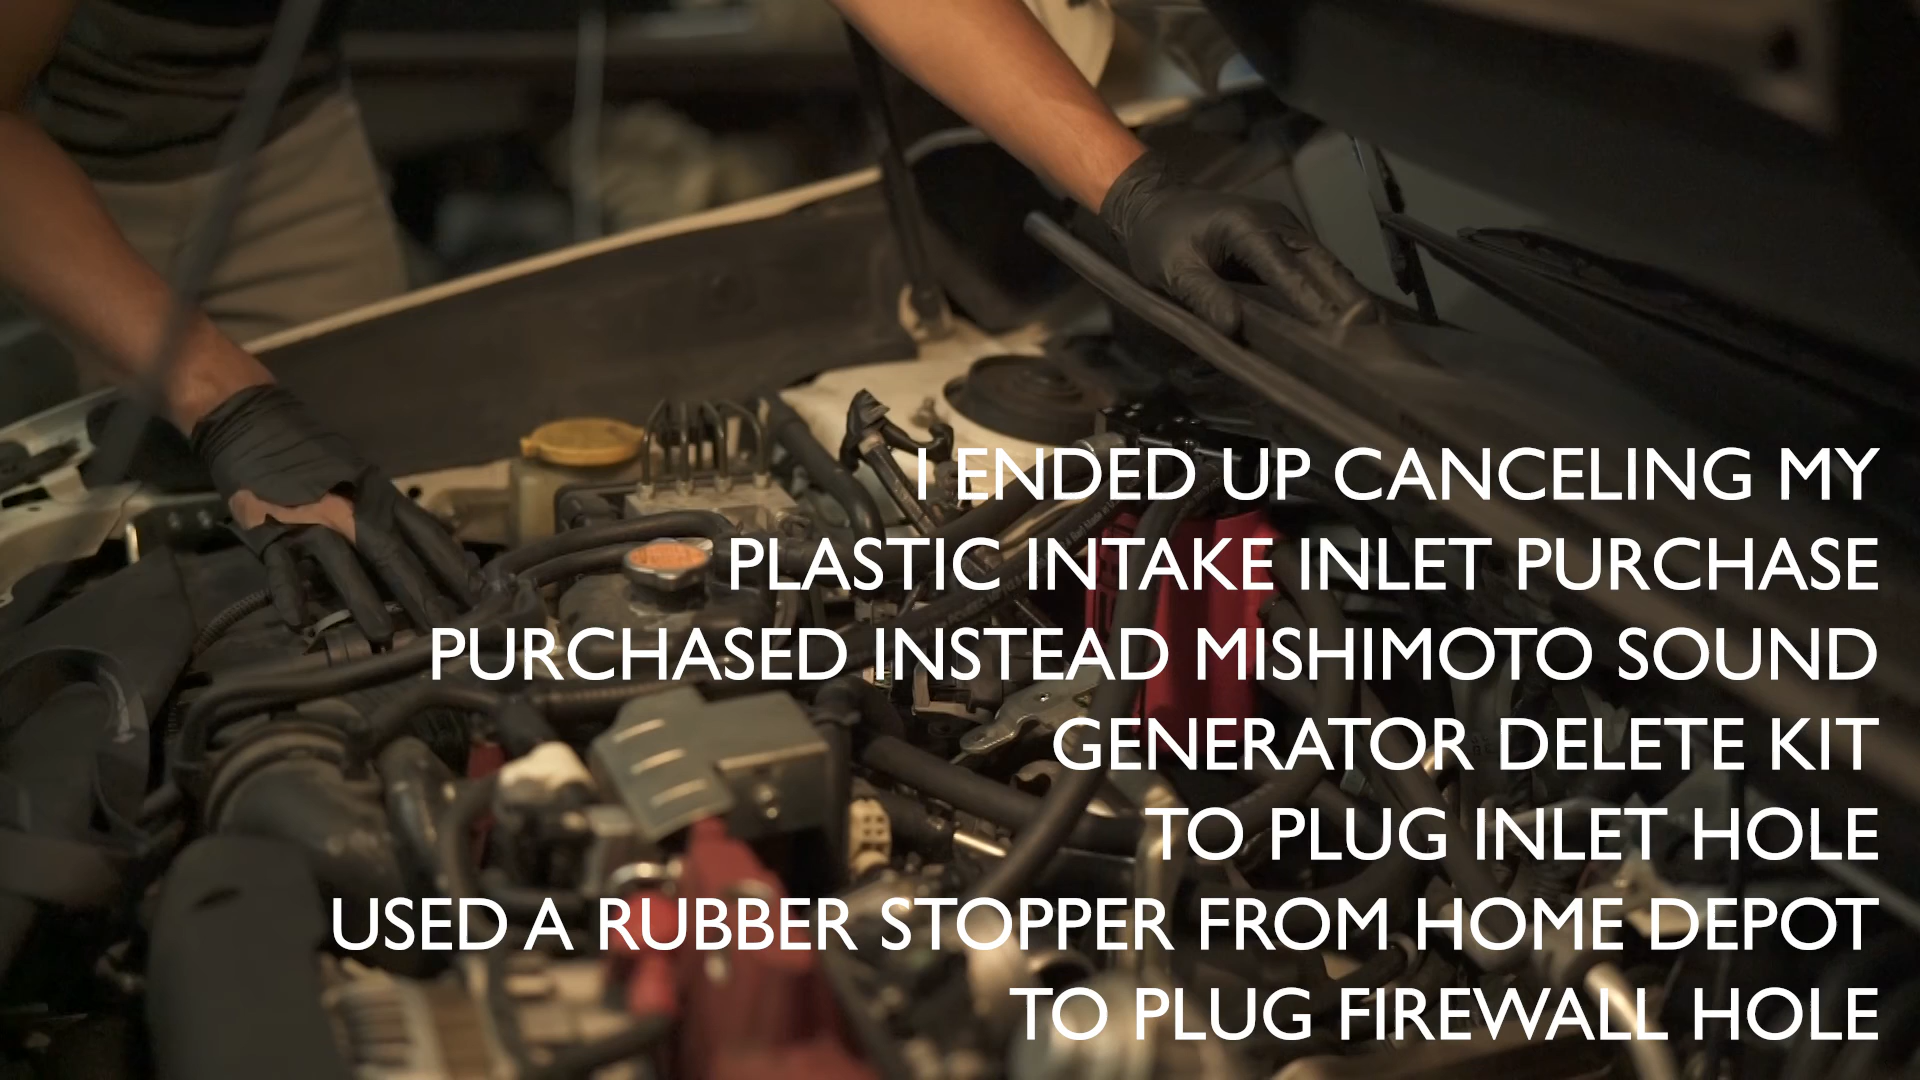 I ENDED UP CANCELING MY
PLASTIC INTAKE INLET PURCHASE
PURCHASED INSTEAD MISHIMOTO SOUND
GENERATOR DELETE KIT
TO PLUG INLET HOLE
USED A RUBBER STOPPER FROM HOME DEPOT
TO PLUG FIREWALL HOLE